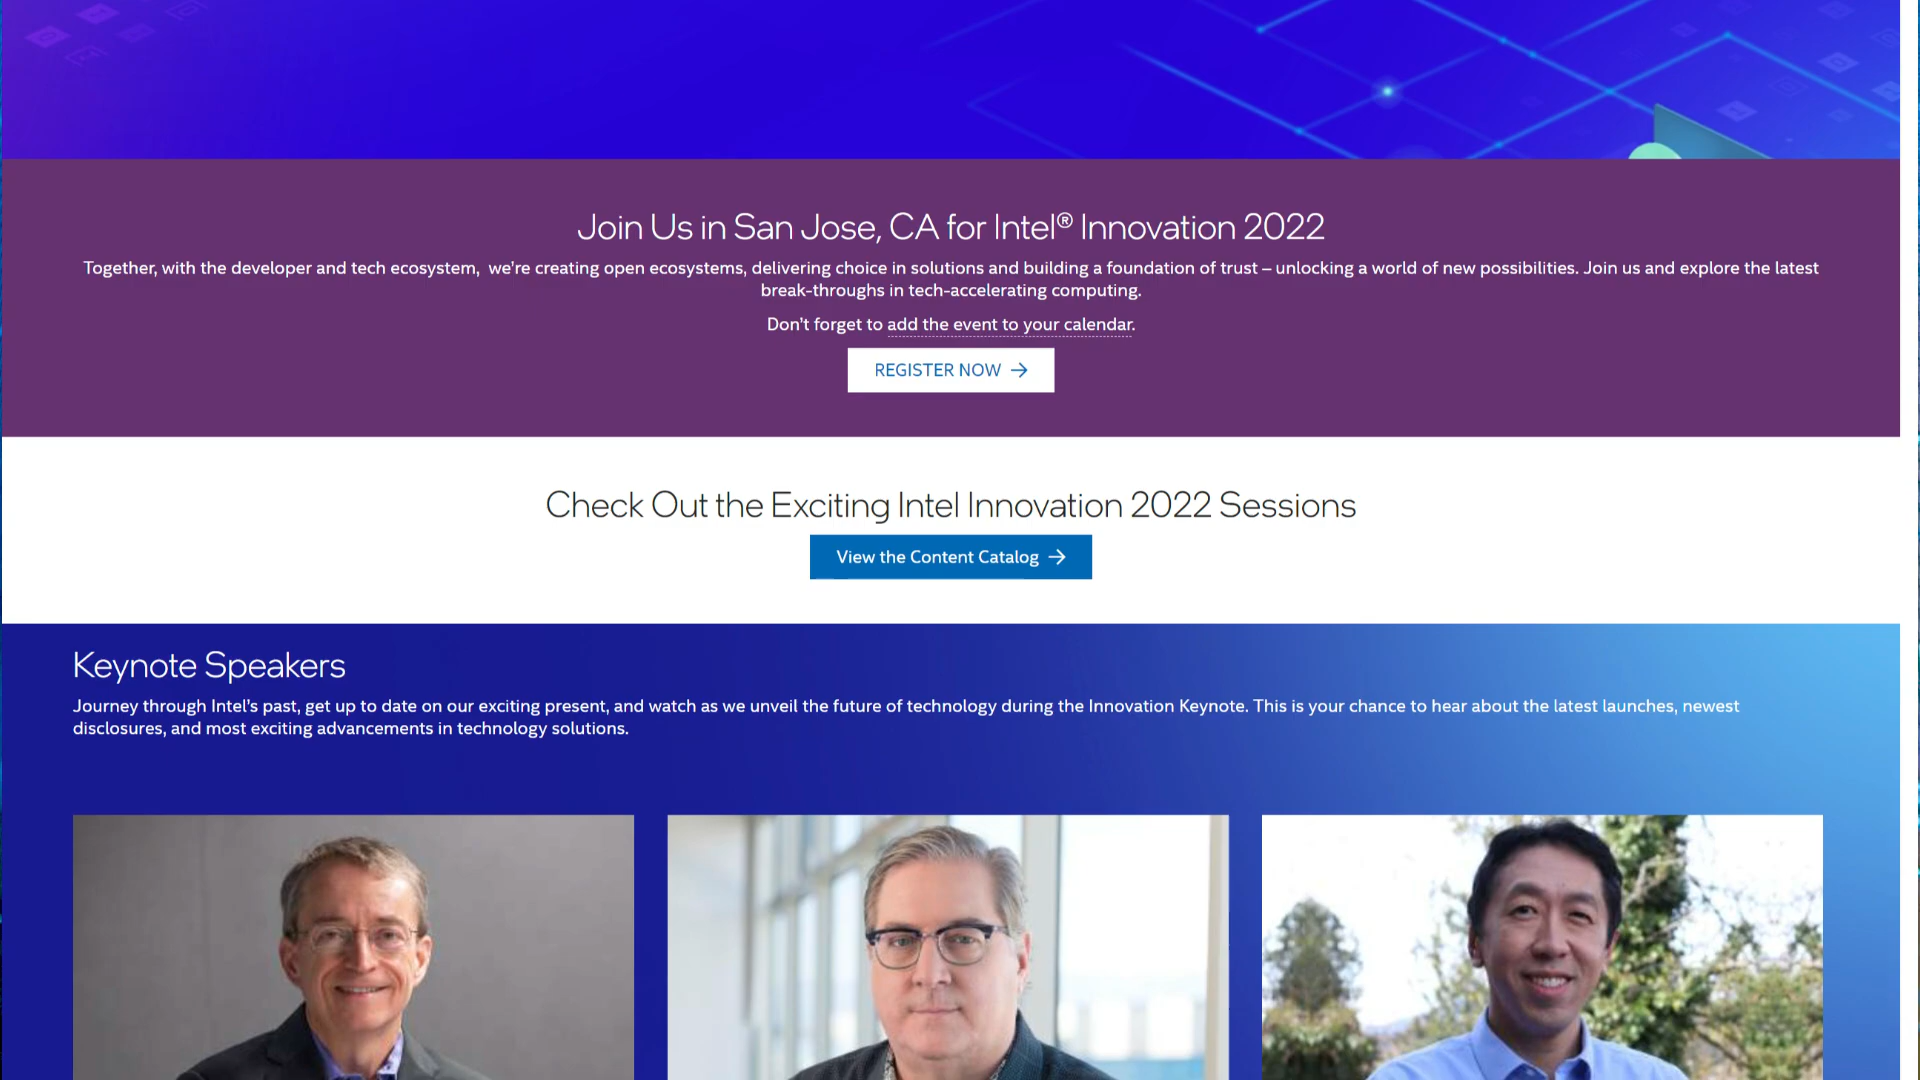 Join Us in San Jose, CA for Intel® Innovation 2022
Together, with the developer and tech ecosystem,  we're creating open ecosystems, delivering choice in solutions and building a foundation of trust – unlocking a world of new possibilities. Join us and explore the latest
break-throughs in tech-accelerating computing.
Don't forget to add the event to your calendar.
REGISTER NOW →
Check Out the Exciting Intel Innovation 2022 Sessions
View the Content Catalog →
Keynote Speakers
Journey through Intel's past, get up to date on our exciting present, and watch as we unveil the future of technology during the Innovation Keynote. This is your chance to hear about the latest launches, newest
disclosures, and most exciting advancements in technology solutions.